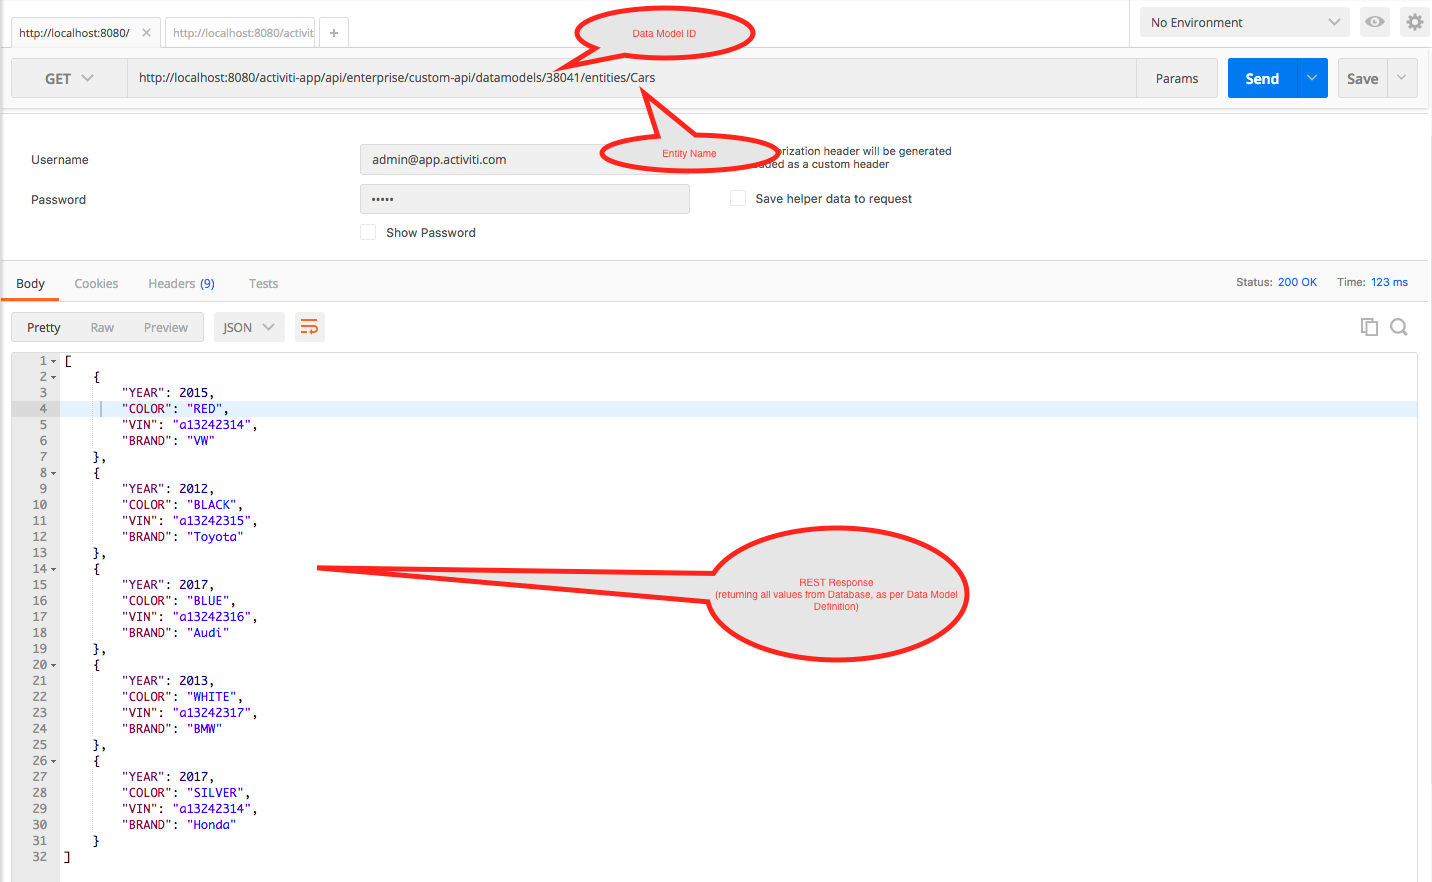 http://localhost:8080/
http://localhost:8080/activit
+
Data Model ID
No Environment
GET
http://localhost:8080/activiti-app/api/enterprise/custom-api/datamodels/38041/entities/Cars
Params
Send
Save
Username
admin@app.activiti.com
Entity Name
header will be generated
as a custom header
Password
•••••
Save helper data to request
Show Password
Body
Cookies
Headers (9)
Tests
Status: 200 OK
Time: 123 ms
Pretty
Raw
Preview
JSON
1 [
2 {
3 "YEAR": 2015,
4 "COLOR": "RED",
5 "VIN": "a13242314",
6 "BRAND": "VW"
7 },
8 {
9 "YEAR": 2012,
10 "COLOR": "BLACK",
11 "VIN": "a13242315",
12 "BRAND": "Toyota"
13 },
14 {
15 "YEAR": 2017,
16 "COLOR": "BLUE",
17 "VIN": "a13242316",
18 "BRAND": "Audi"
19 },
20 {
21 "YEAR": 2013,
22 "COLOR": "WHITE",
23 "VIN": "a13242317",
24 "BRAND": "BMW"
25 },
26 {
27 "YEAR": 2017,
28 "COLOR": "SILVER",
29 "VIN": "a13242314",
30 "BRAND": "Honda"
31 }
32 ]
REST Response
(returning all values from Database, as per Data Model
Definition)